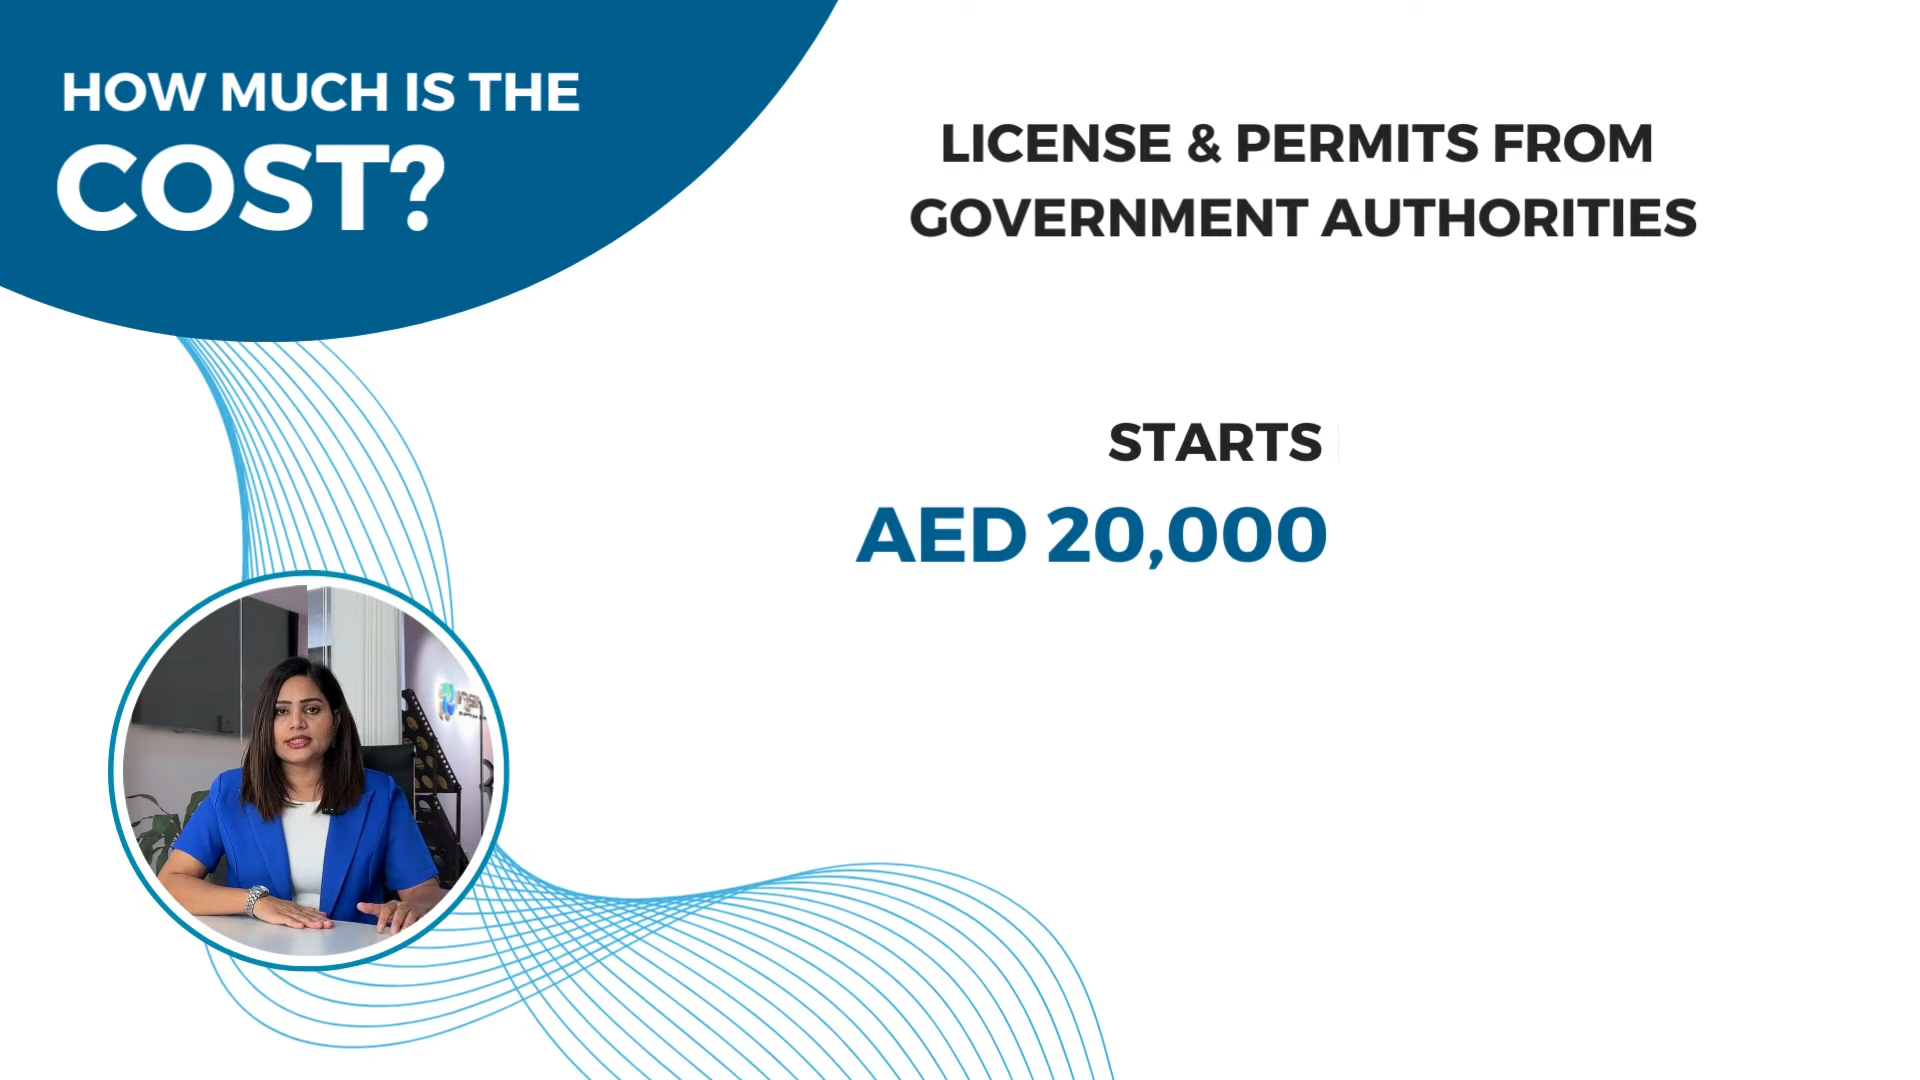 HOW MUCH IS THE
COST?
LICENSE & PERMITS FROM
GOVERNMENT AUTHORITIES
STARTS
AED 20,000